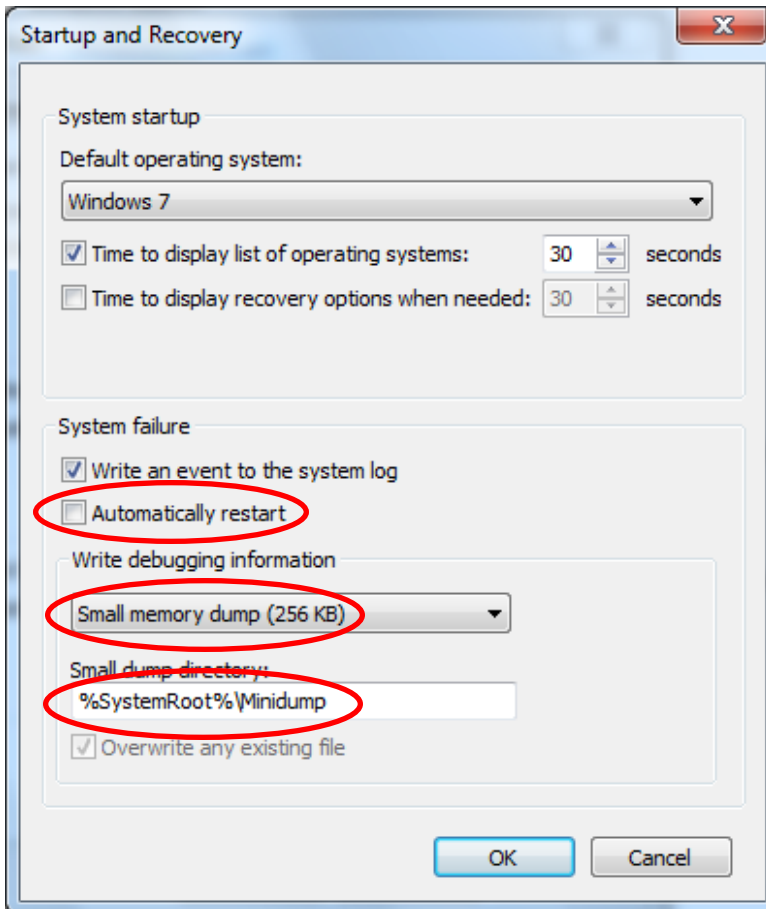 Startup and Recovery
System startup
Default operating system:
Windows 7
Time to display list of operating systems: 30 seconds
Time to display recovery options when needed: 30 seconds
System failure
Write an event to the system log
Automatically restart
Write debugging information
Small memory dump (256 KB)
Small dump directory:
%SystemRoot%\Minidump
Overwrite any existing file
OK Cancel